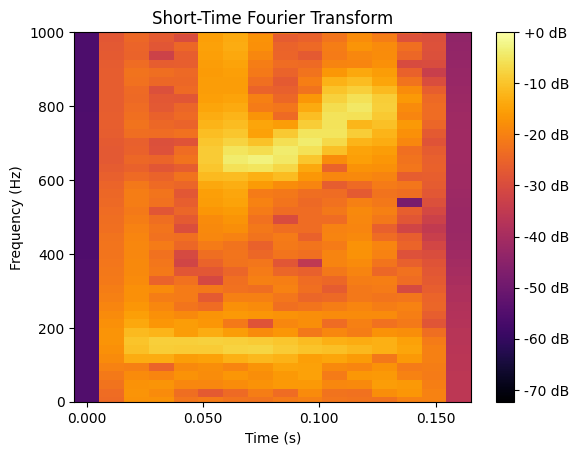 Short-Time Fourier Transform
Frequency (Hz)
1000
800
600
400
200
0
0.000
0.050
0.100
0.150
Time (s)
+0 dB
-10 dB
-20 dB
-30 dB
-40 dB
-50 dB
-60 dB
-70 dB